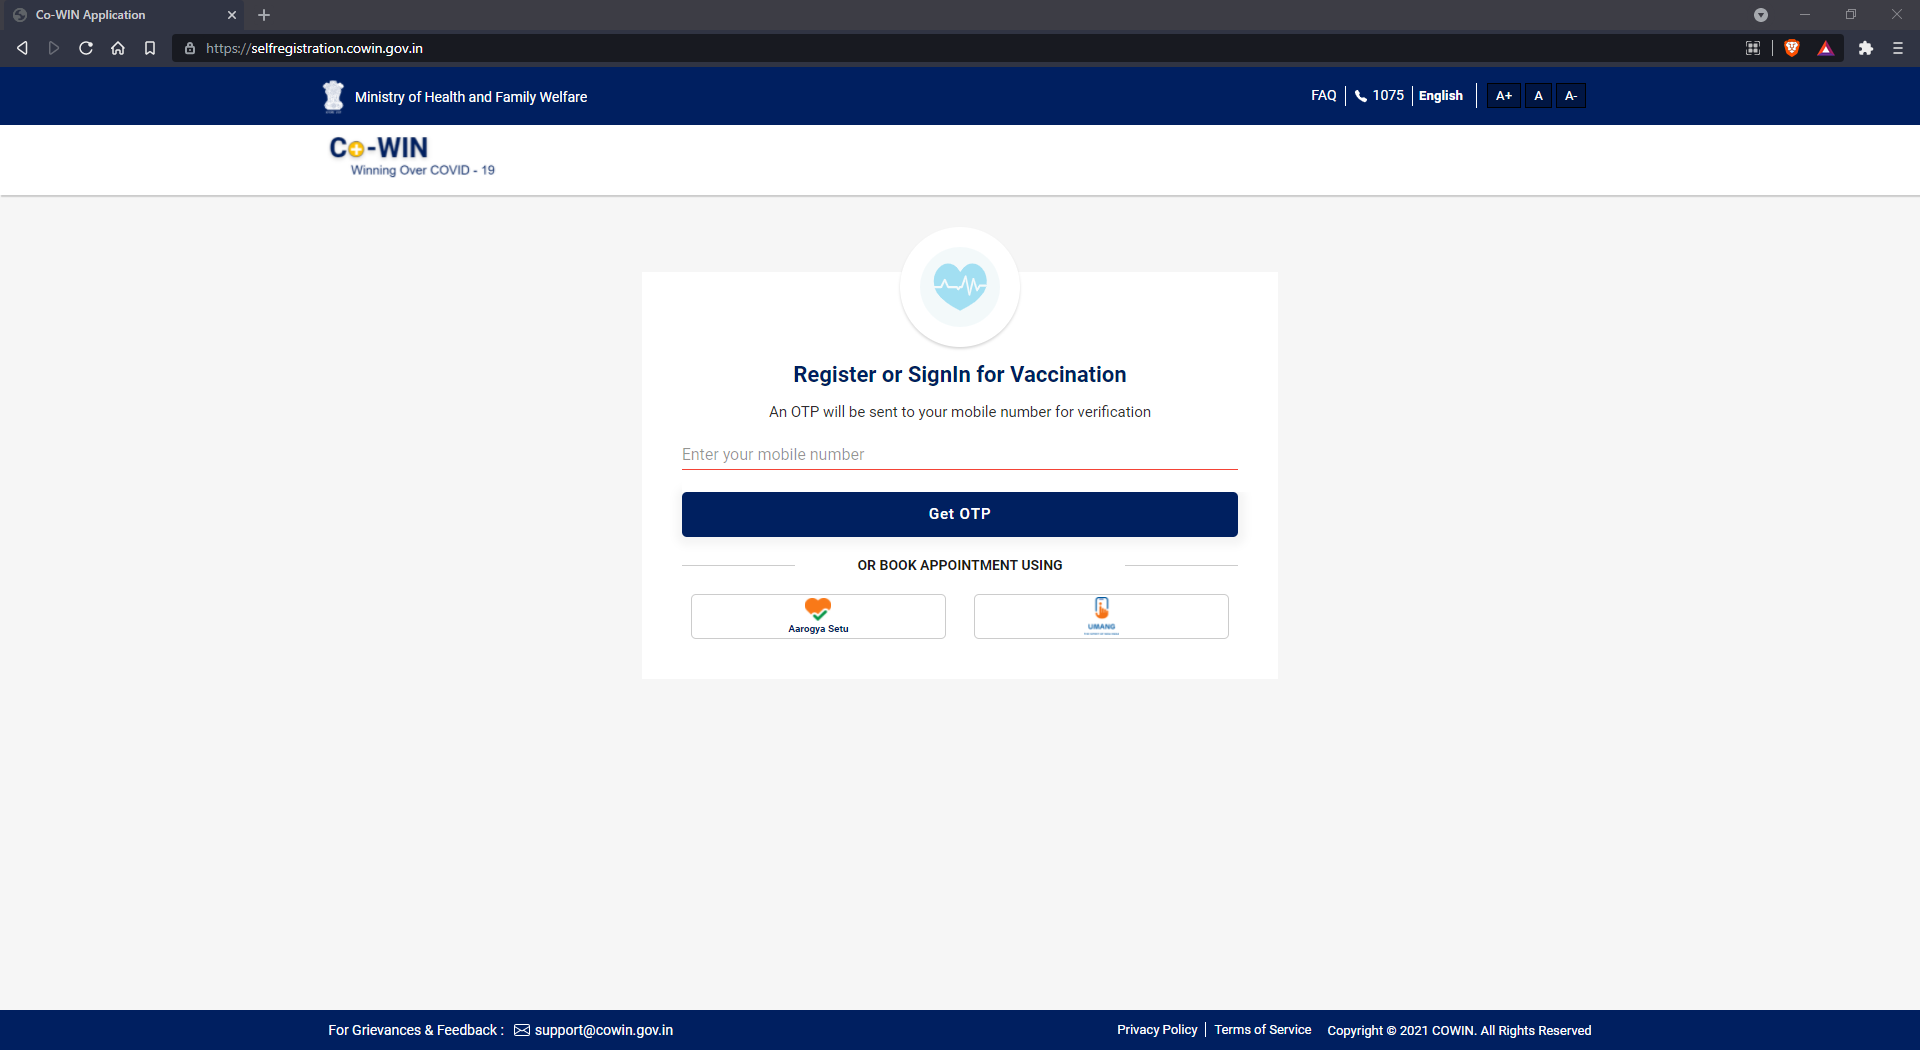 Co-WIN Application
https://selfregistration.cowin.gov.in
Ministry of Health and Family Welfare
FAQ
1075
English
A+
A
A-
Co-WIN
Winning Over COVID - 19
Register or SignIn for Vaccination
An OTP will be sent to your mobile number for verification
Enter your mobile number
Get OTP
OR BOOK APPOINTMENT USING
Aarogya Setu
UMANG
For Grievances & Feedback :
support@cowin.gov.in
Privacy Policy
Terms of Service
Copyright © 2021 COWIN. All Rights Reserved